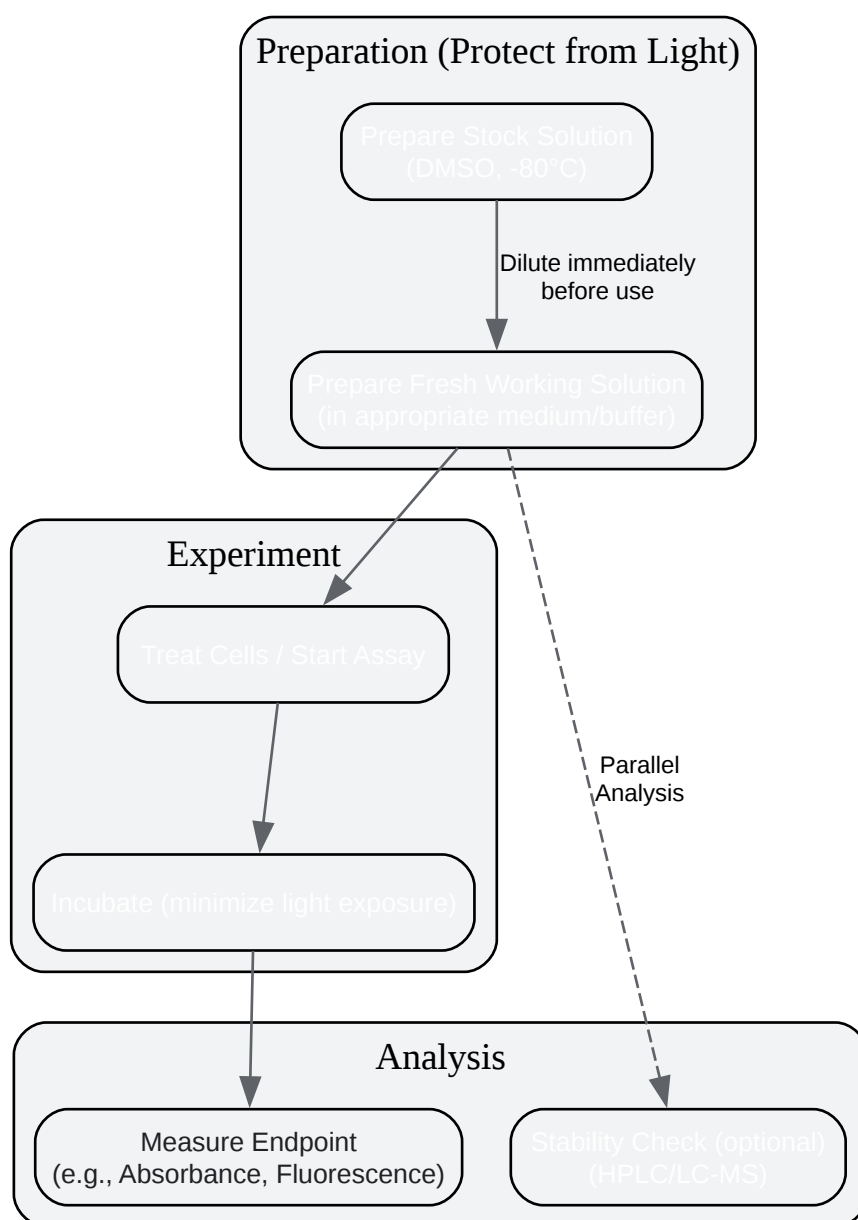 Preparation (Protect from Light)
Prepare Stock Solution
(DMSO, -80°C)
Dilute immediately
before use
Prepare Fresh Working Solution
(in appropriate medium/buffer)
Experiment
Treat Cells / Start Assay
Parallel
Analysis
Incubate (minimize light exposure)
Analysis
Measure Endpoint
(e.g., Absorbance, Fluorescence)
Stability Check (optional)
(HPLC/LC-MS)